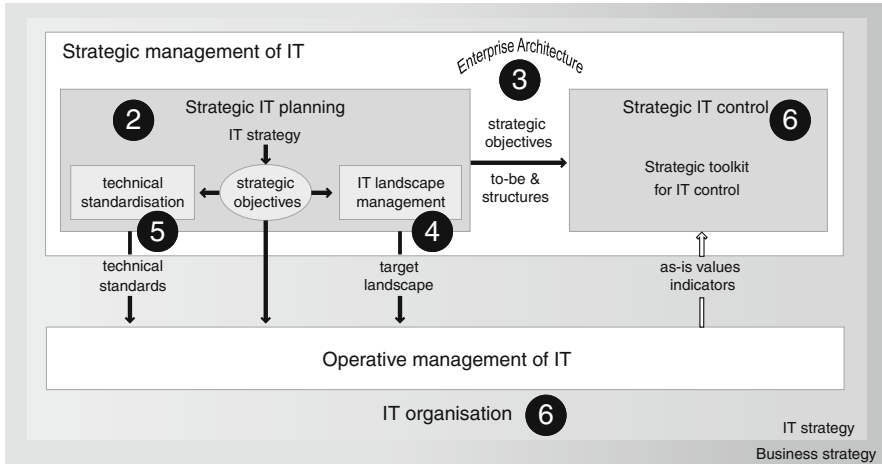 Strategic management of IT
Enterprise Architecture
3
2
Strategic IT planning
IT strategy
technical
standardisation
strategic
objectives
IT landscape
management
5
4
strategic
objectives
to-be &
structures
Strategic IT control
6
Strategic toolkit
for IT control
technical
standards
target
landscape
as-is values
indicators
Operative management of IT
IT organisation
6
IT strategy
Business strategy